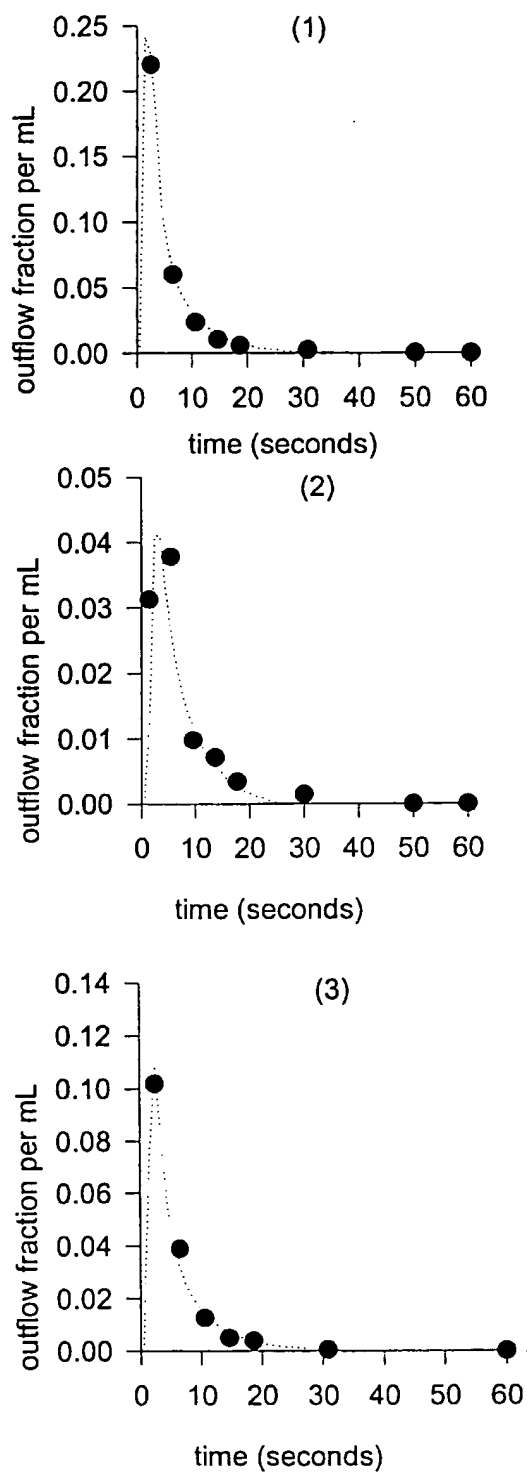 (1)
0.25
0.20
0.15
0.10
0.05
0.00
outflow fraction per mL
0 10 20 30 40 50 60
time (seconds)
(2)
0.05
0.04
0.03
0.02
0.01
0.00
outflow fraction per mL
0 10 20 30 40 50 60
time (seconds)
(3)
0.14
0.12
0.10
0.08
0.06
0.04
0.02
0.00
outflow fraction per mL
0 10 20 30 40 50 60
time (seconds)